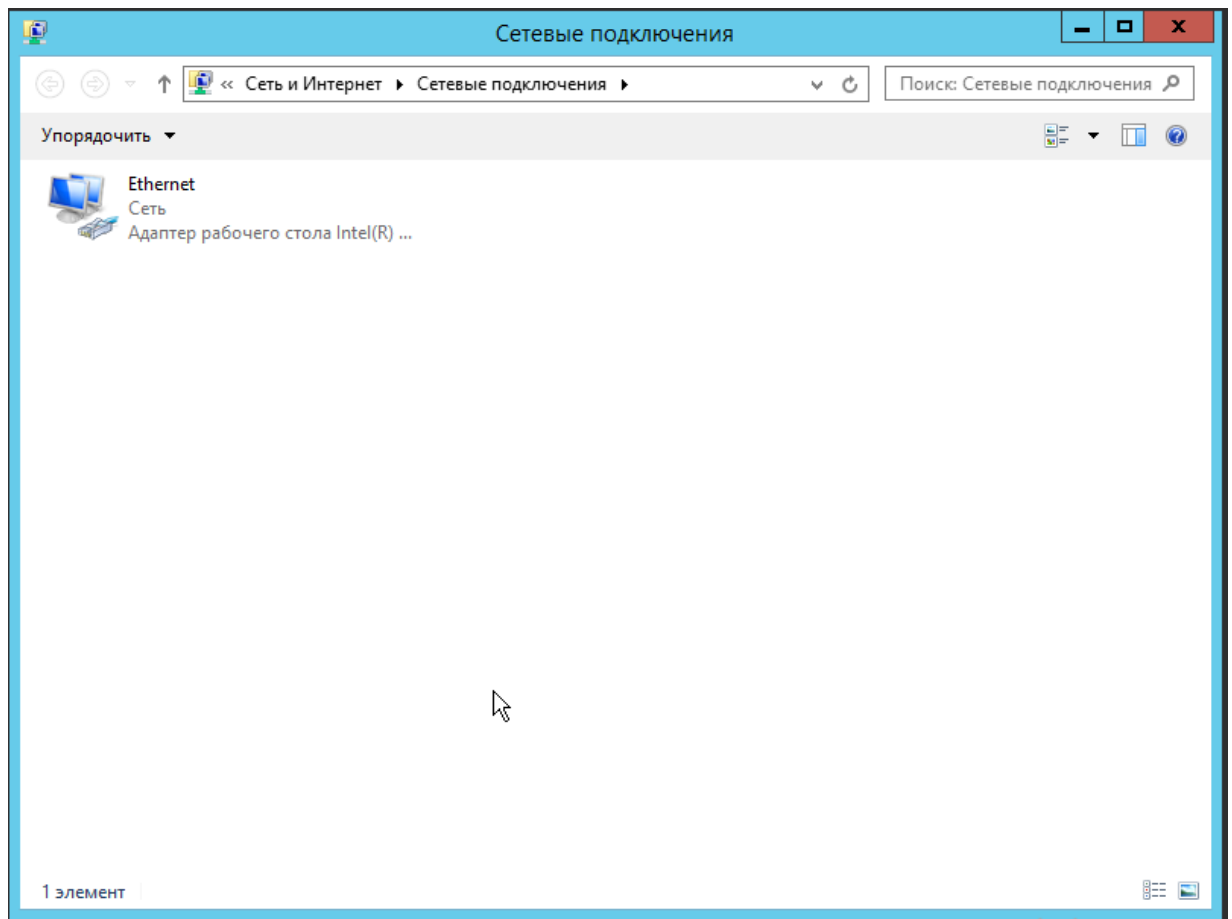 Сетевые подключения
« Сеть и Интернет Сетевые подключения
Поиск: Сетевые подключения
Упорядочить
Ethernet
Сеть
Адаптер рабочего стола Intel(R) ...
1 элемент